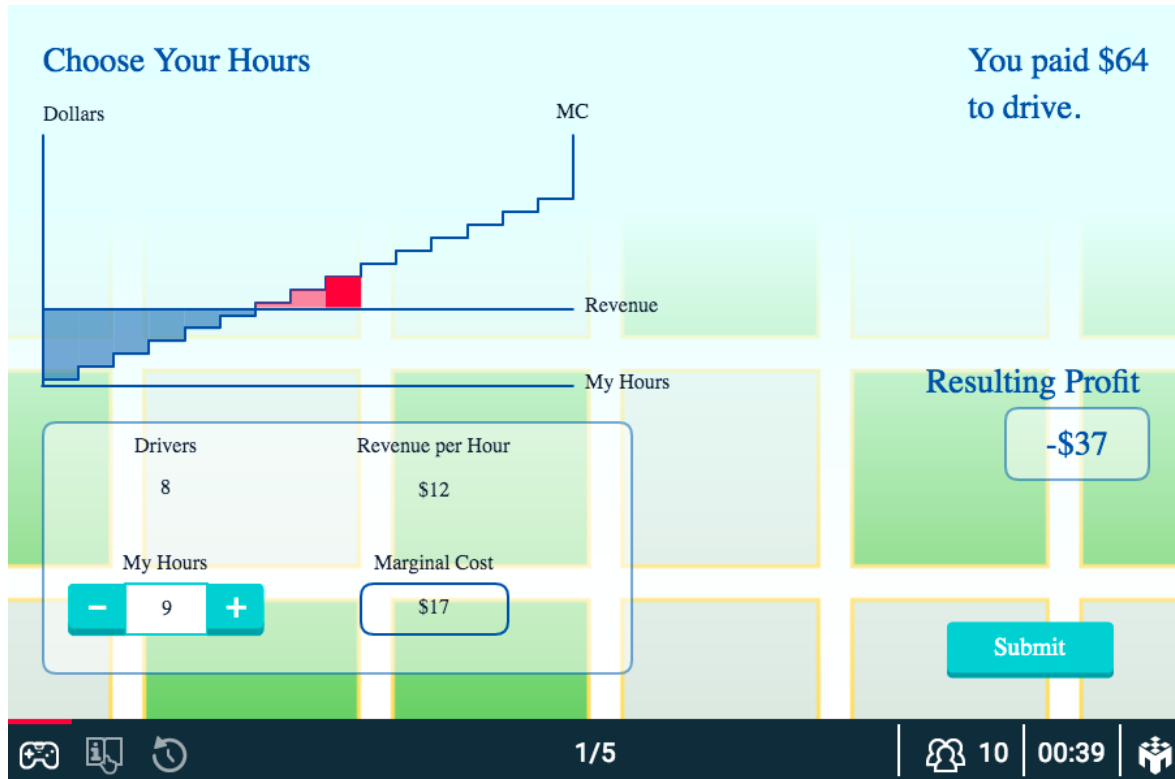 Choose Your Hours
You paid $64
to drive.
Dollars
MC
Revenue
My Hours
Resulting Profit
-$37
Drivers
Revenue per Hour
8
$12
My Hours
Marginal Cost
− 9 +
$17
Submit
1/5
10
00:39